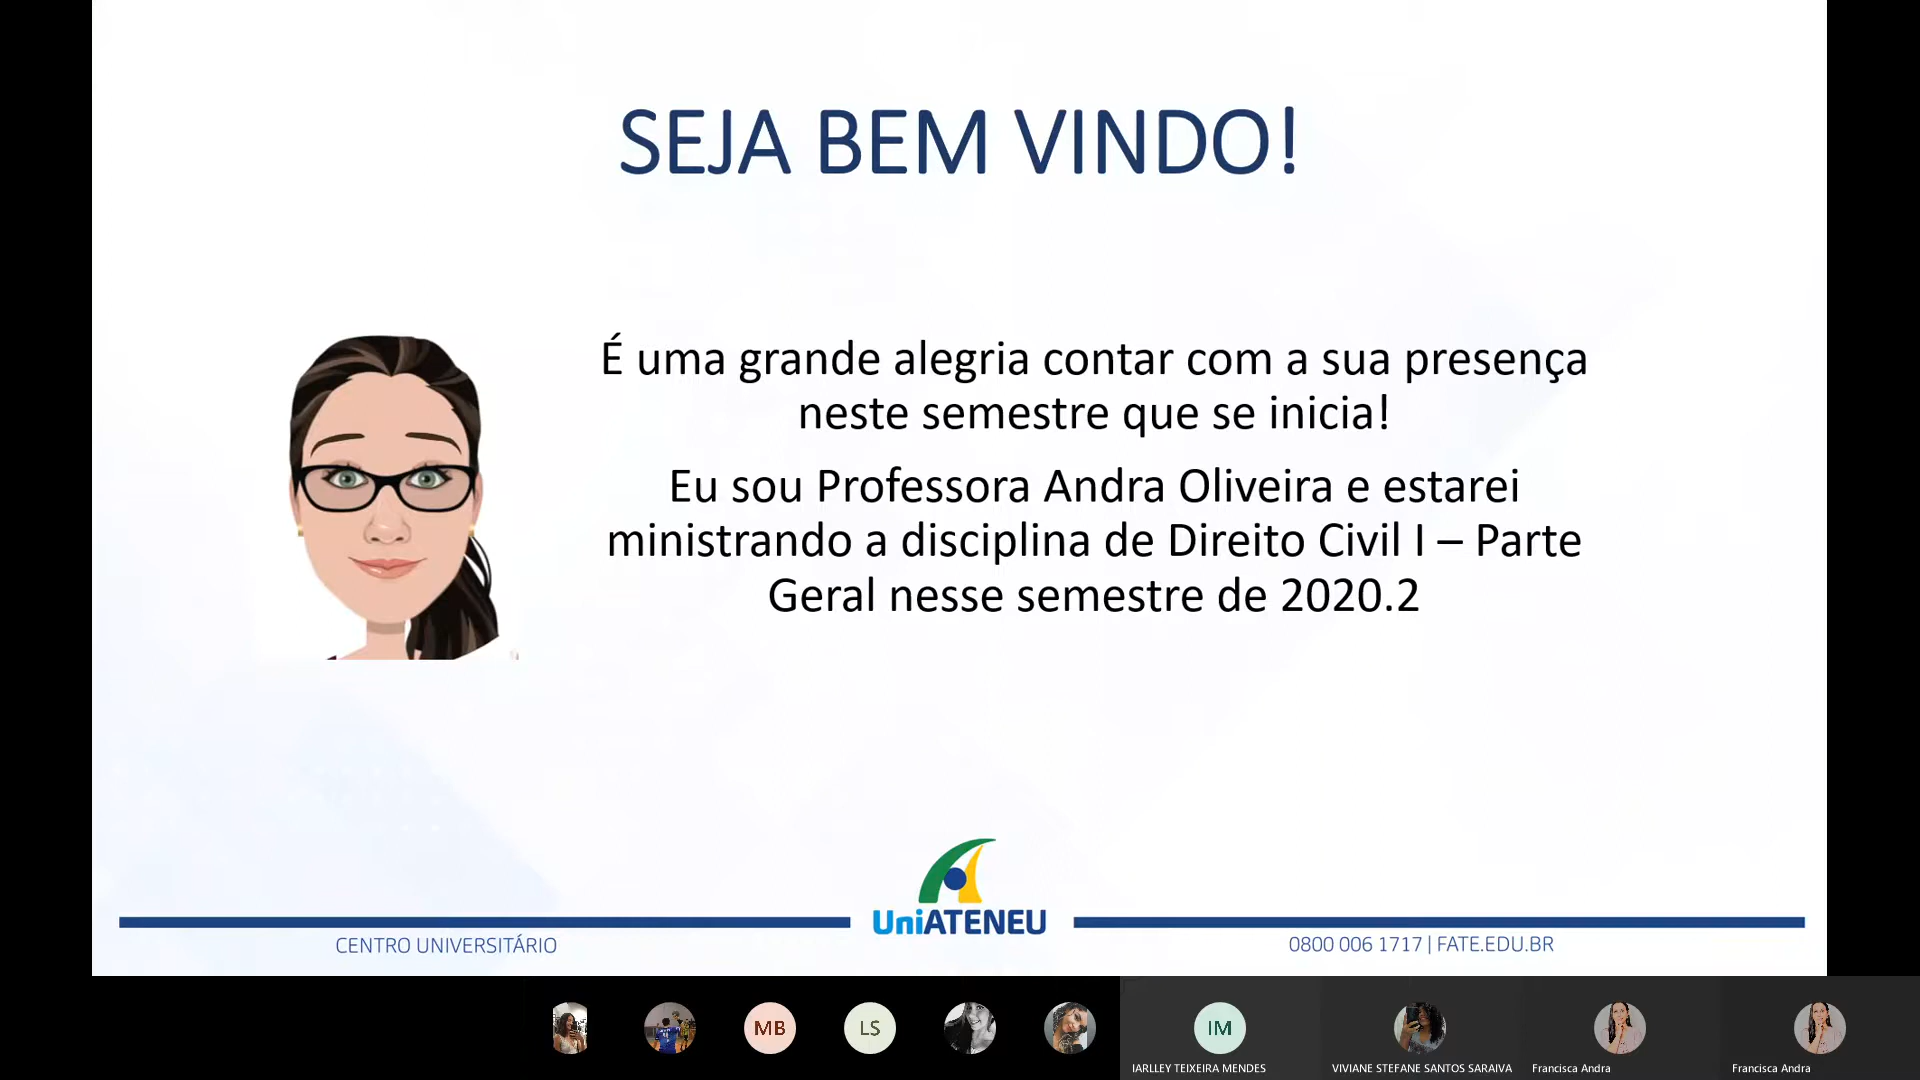 SEJA BEM VINDO!
É uma grande alegria contar com a sua presença
neste semestre que se inicia!
Eu sou Professora Andra Oliveira e estarei
ministrando a disciplina de Direito Civil I – Parte
Geral nesse semestre de 2020.2
UniATENEU
CENTRO UNIVERSITÁRIO
0800 006 1717 | FATE.EDU.BR
MB
LS
IM
IARLLEY TEIXEIRA MENDES
VIVIANE STEFANE SANTOS SARAIVA
Francisca Andra
Francisca Andra